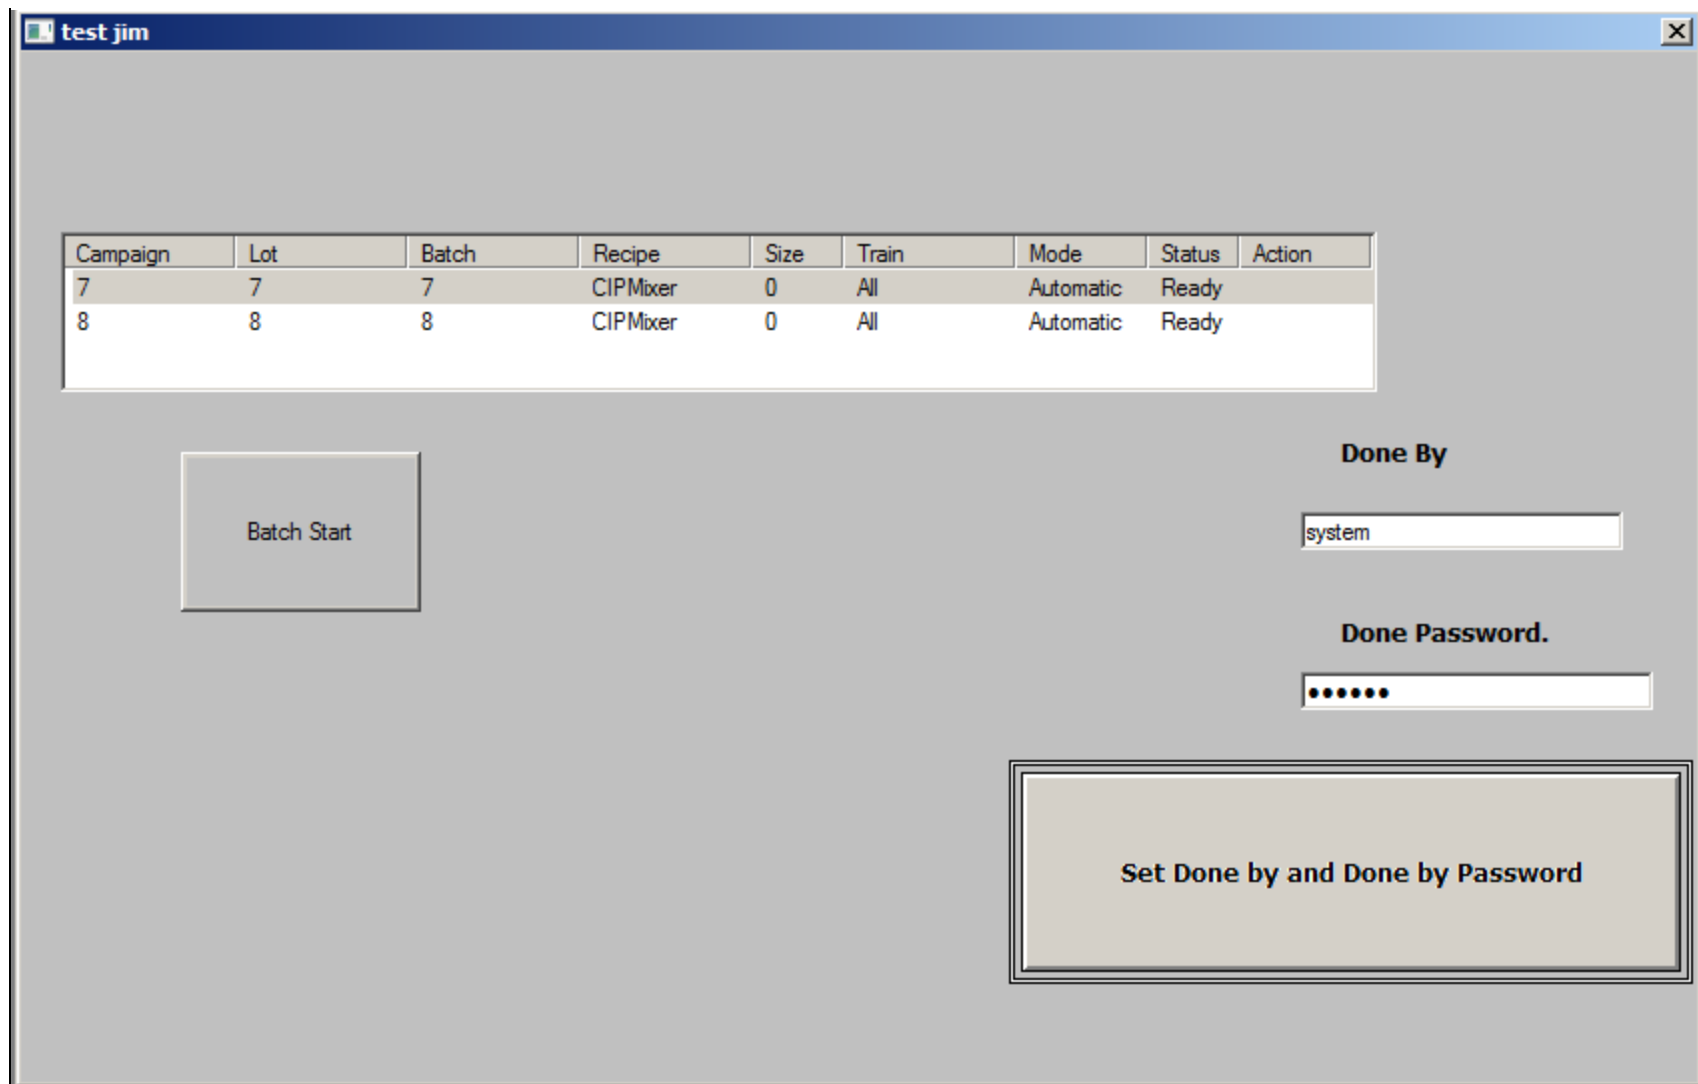 test jim
Campaign Lot Batch Recipe Size Train Mode Status Action
7 7 7 CIPMixer 0 All Automatic Ready
8 8 8 CIPMixer 0 All Automatic Ready
Done By
Batch Start
system
Done Password.
••••••
Set Done by and Done by Password